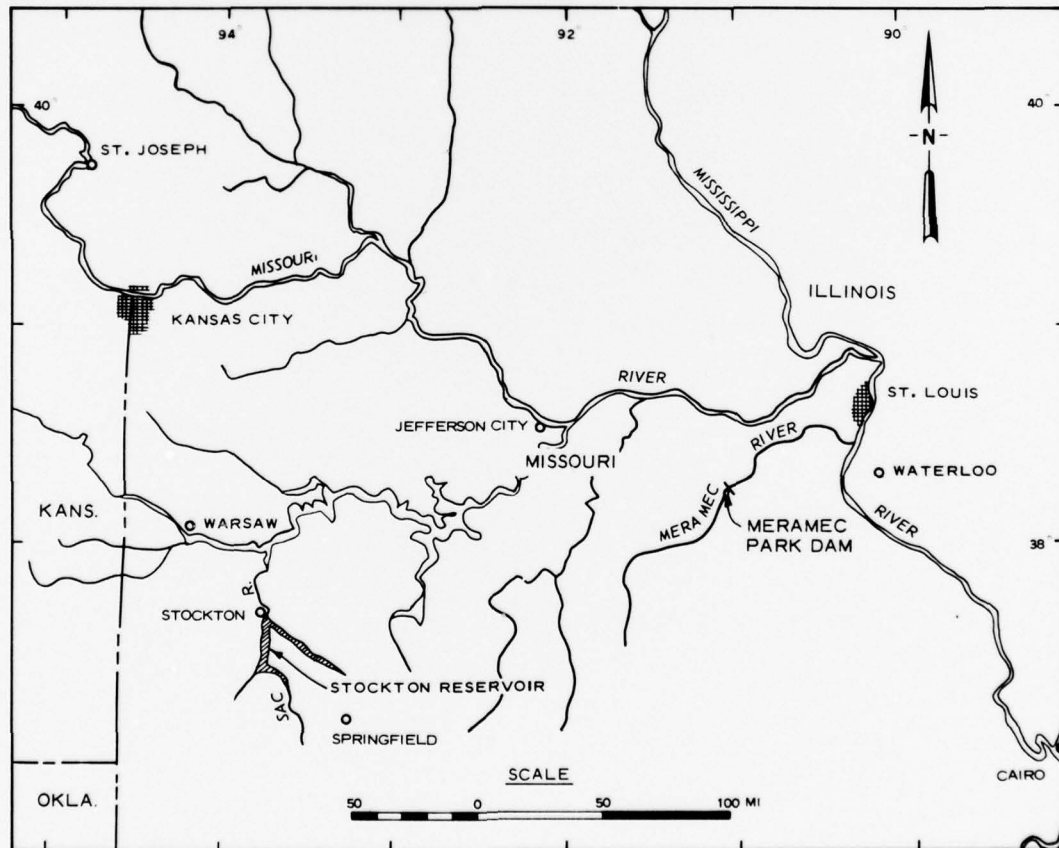 94°
92°
90°
40°
40°
-N-
ST. JOSEPH
MISSISSIPPI
MISSOURI
ILLINOIS
KANSAS CITY
RIVER
ST. LOUIS
JEFFERSON CITY
RIVER
MISSOURI
WATERLOO
KANS.
MERAMEC
RIVER
WARSAW
MERAMEC
PARK DAM
38°
R.
STOCKTON
STOCKTON RESERVOIR
SAC
SPRINGFIELD
SCALE
CAIRO
OKLA.
50 0 50 100 MI